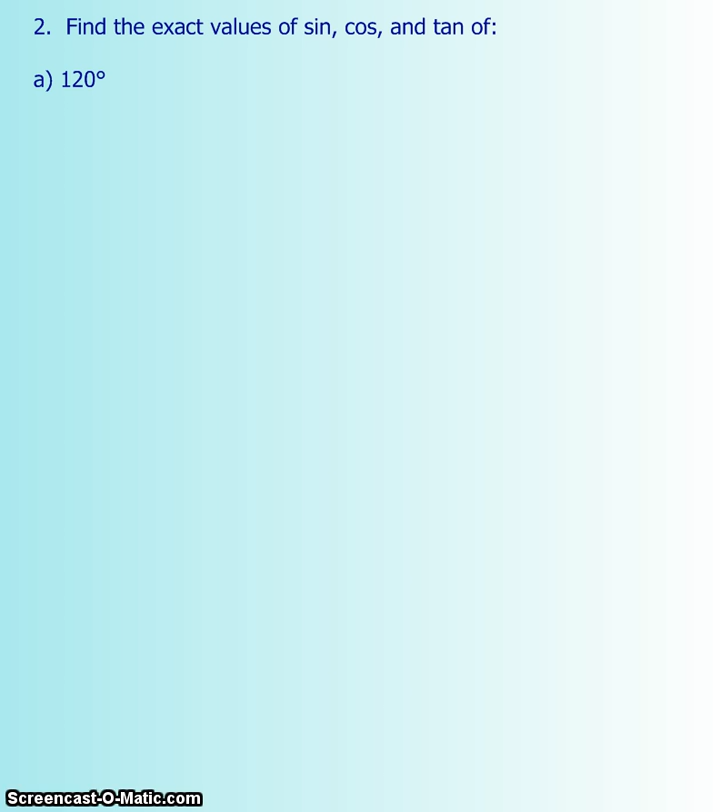 2. Find the exact values of sin, cos, and tan of:
a) 120°
Screencast-O-Matic.com